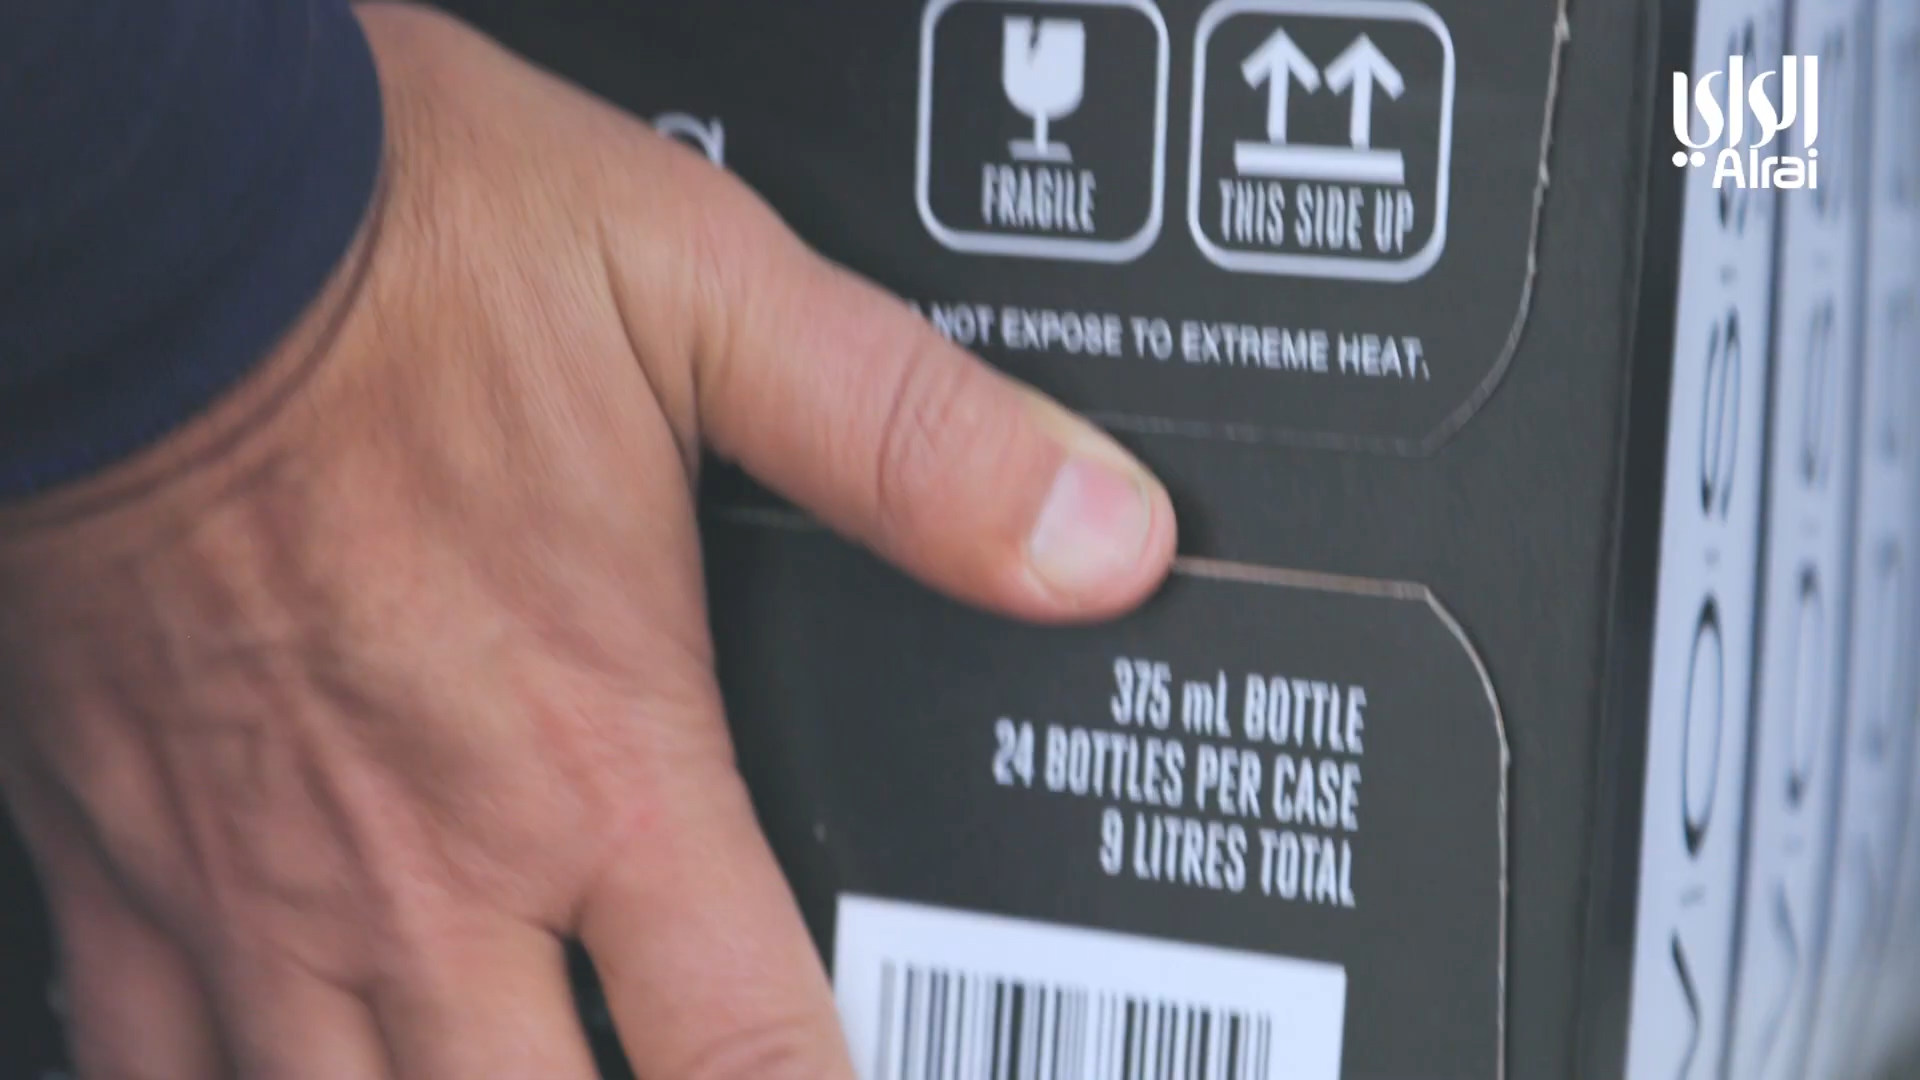 الراي
Alrai
FRAGILE
THIS SIDE UP
NOT EXPOSE TO EXTREME HEAT.
375 mL BOTTLE
24 BOTTLES PER CASE
9 LITRES TOTAL